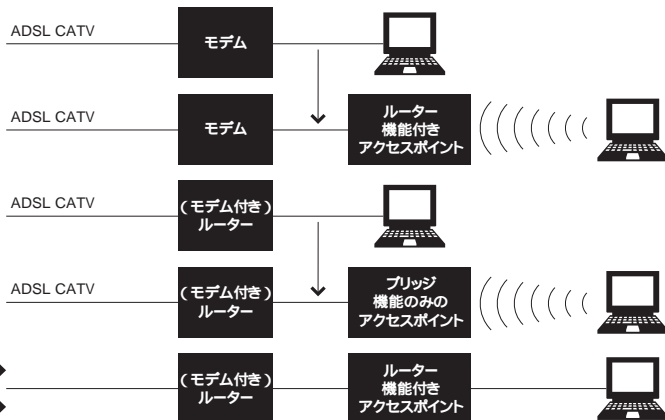 ADSL CATV
モデム
ADSL CATV
モデム
ルーター
機能付き
アクセスポイント
ADSL CATV
(モデム付き)
ルーター
ADSL CATV
(モデム付き)
ルーター
ブリッジ
機能のみの
アクセスポイント
(モデム付き)
ルーター
ルーター
機能付き
アクセスポイント